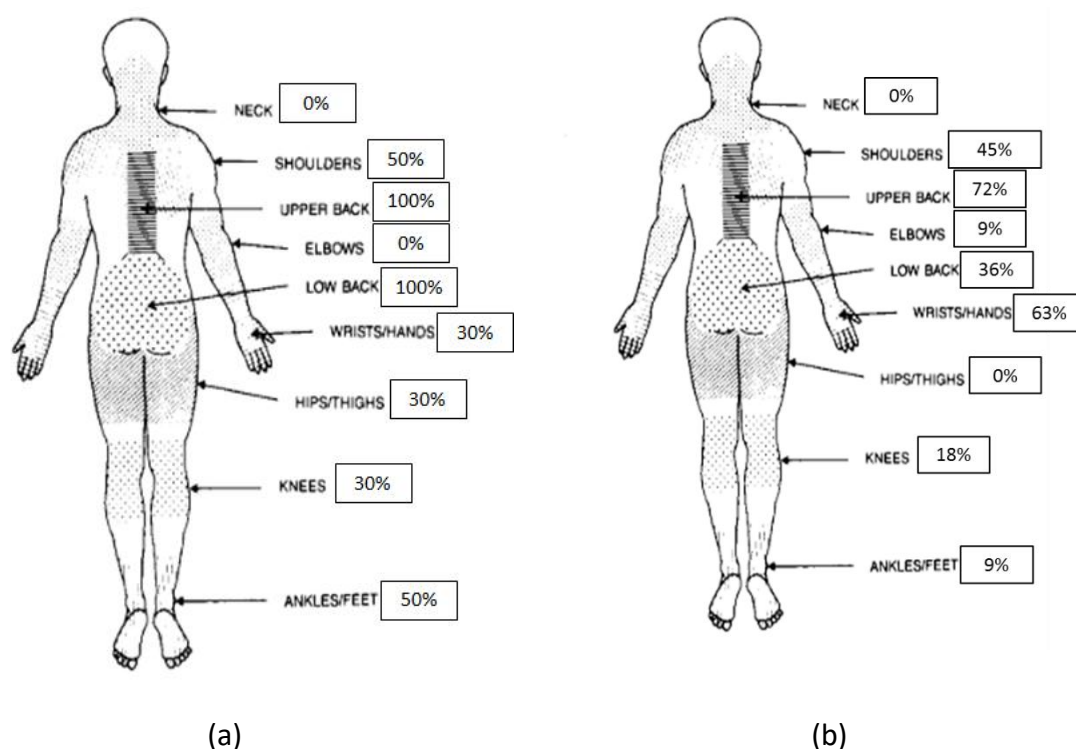 NECK 0%
SHOULDERS 50%
UPPER BACK 100%
ELBOWS 0%
LOW BACK 100%
WRISTS/HANDS 30%
HIPS/THIGHS 30%
KNEES 30%
ANKLES/FEET 50%
(a)
NECK 0%
SHOULDERS 45%
UPPER BACK 72%
ELBOWS 9%
LOW BACK 36%
WRISTS/HANDS 63%
HIPS/THIGHS 0%
KNEES 18%
ANKLES/FEET 9%
(b)